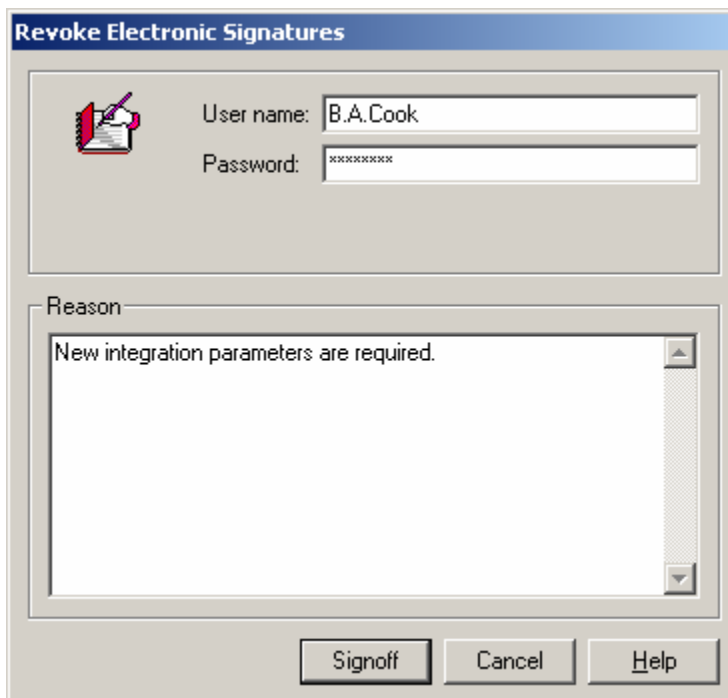 Revoke Electronic Signatures
User name: B.A.Cook
Password: ********
Reason
New integration parameters are required.
Signoff Cancel Help